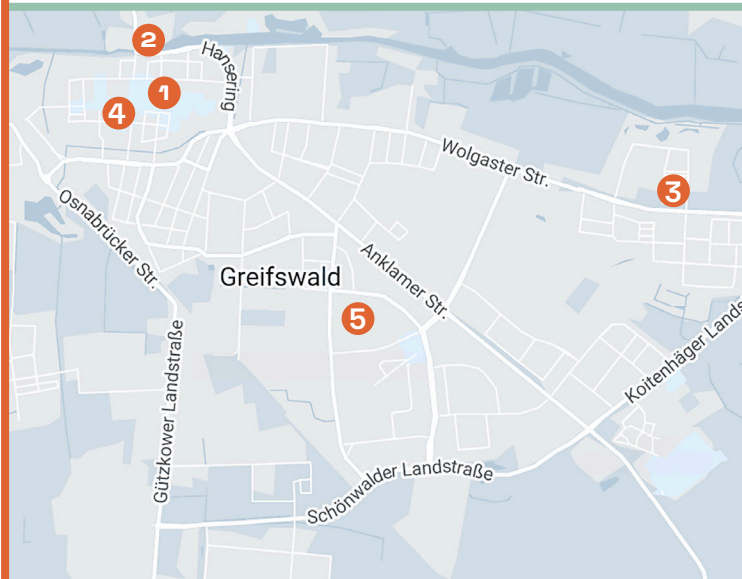 2
Hansering
1
4
Wolgaster Str.
3
Osnabrücker Str.
Anklamer Str.
Greifswald
5
Koitenhäger Lands
Gützkower Landstraße
Schönwalder Landstraße